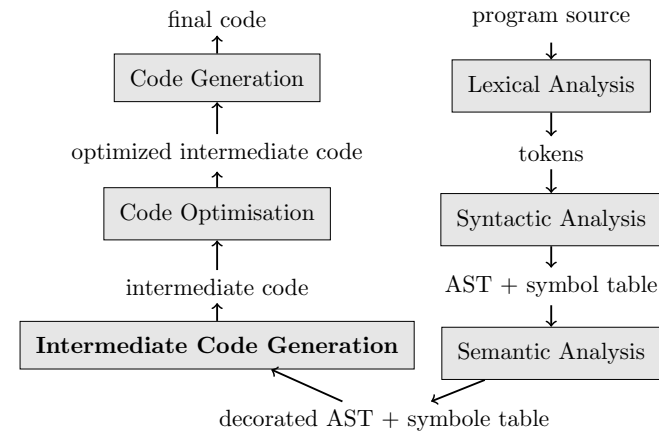 program source
Lexical Analysis
tokens
Syntactic Analysis
AST + symbol table
Semantic Analysis
decorated AST + symbole table
Intermediate Code Generation
intermediate code
Code Optimisation
optimized intermediate code
Code Generation
final code